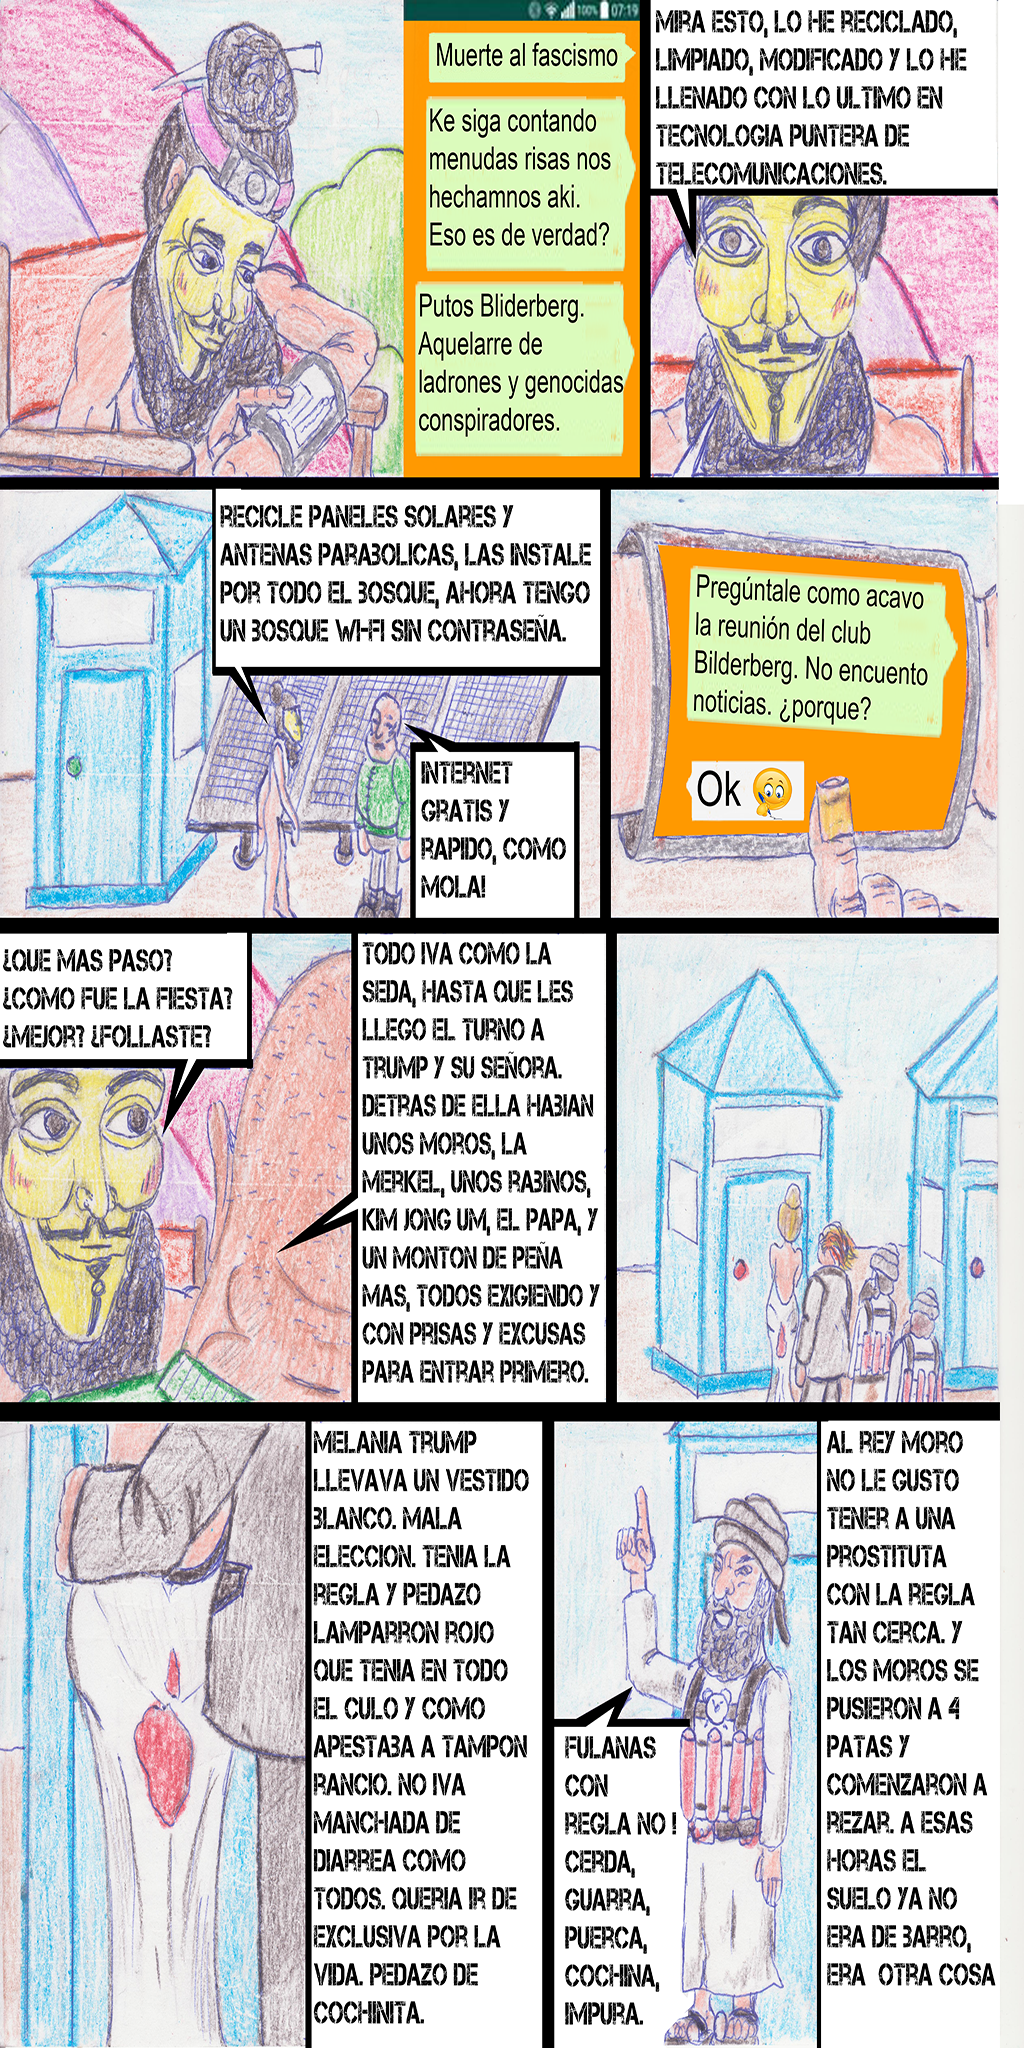 100% 07:19
Muerte al fascismo
Ke siga contando
menudas risas nos
hechamnos aki.
Eso es de verdad?
Putos Bliderberg.
Aquelarre de
ladrones y genocidas
conspiradores.
MIRA ESTO, LO HE RECICLADO,
LIMPIADO, MODIFICADO Y LO HE
LLENADO CON LO ULTIMO EN
TECNOLOGIA PUNTERA DE
TELECOMUNICACIONES.
RECICLE PANELES SOLARES Y
ANTENAS PARABOLICAS, LAS INSTALE
POR TODO EL BOSQUE, AHORA TENGO
UN BOSQUE WI-FI SIN CONTRASEÑA.
INTERNET
GRATIS Y
RAPIDO, COMO
MOLA!
Pregúntale como acavo
la reunión del club
Bilderberg. No encuento
noticias. ¿porque?
Ok
¿QUE MAS PASO?
¿COMO FUE LA FIESTA?
¿MEJOR? ¿FOLLASTE?
TODO IVA COMO LA
SEDA, HASTA QUE LES
LLEGO EL TURNO A
TRUMP Y SU SEÑORA.
DETRAS DE ELLA HABIAN
UNOS MOROS, LA
MERKEL, UNOS RABINOS,
KIM JONG UM, EL PAPA, Y
UN MONTON DE PEÑA
MAS, TODOS EXIGIENDO Y
CON PRISAS Y EXCUSAS
PARA ENTRAR PRIMERO.
MELANIA TRUMP
LLEVAVA UN VESTIDO
BLANCO. MALA
ELECCION. TENIA LA
REGLA Y PEDAZO
LAMPARRON ROJO
QUE TENIA EN TODO
EL CULO Y COMO
APESTABA A TAMPON
RANCIO. NO IVA
MANCHADA DE
DIARREA COMO
TODOS. QUERIA IR DE
EXCLUSIVA POR LA
VIDA. PEDAZO DE
COCHINITA.
FULANAS
CON
REGLA NO !
CERDA,
GUARRA,
PUERCA,
COCHINA,
IMPURA.
AL REY MORO
NO LE GUSTO
TENER A UNA
PROSTITUTA
CON LA REGLA
TAN CERCA. Y
LOS MOROS SE
PUSIERON A 4
PATAS Y
COMENZARON A
REZAR. A ESAS
HORAS EL
SUELO YA NO
ERA DE BARRO,
ERA OTRA COSA